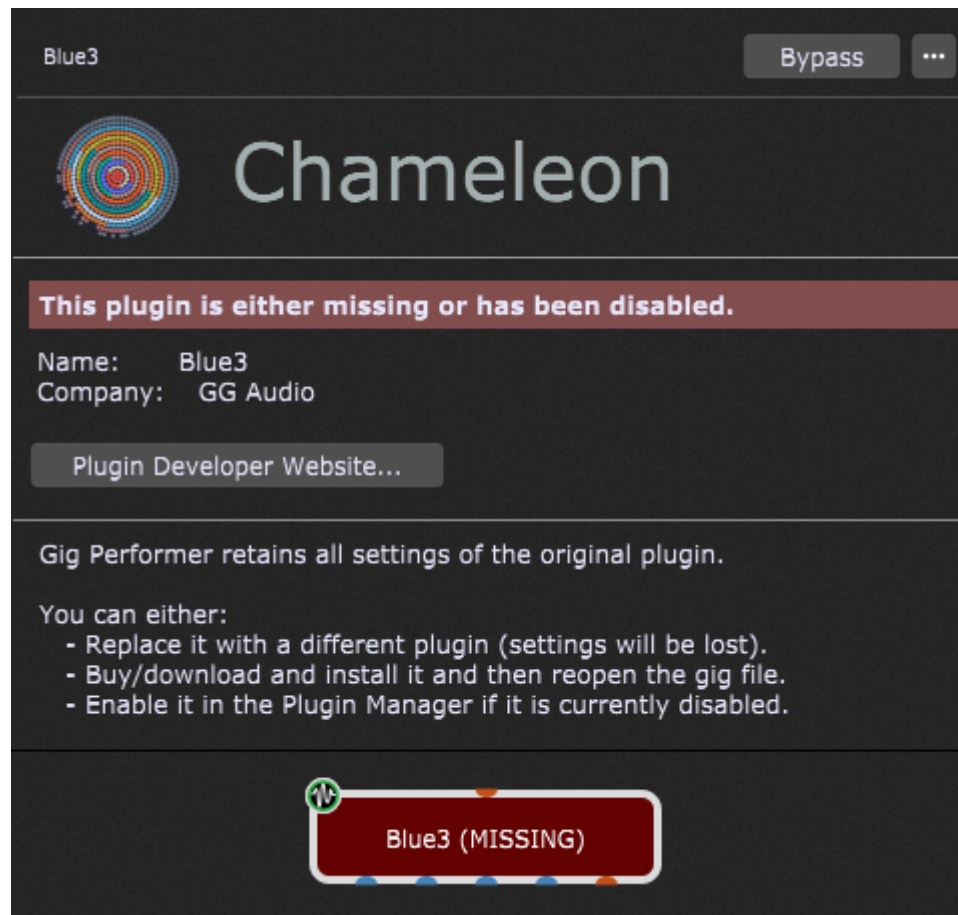 Blue3
Bypass
...
Chameleon
This plugin is either missing or has been disabled.
Name: Blue3
Company: GG Audio
Plugin Developer Website...
Gig Performer retains all settings of the original plugin.
You can either:
- Replace it with a different plugin (settings will be lost).
- Buy/download and install it and then reopen the gig file.
- Enable it in the Plugin Manager if it is currently disabled.
Blue3 (MISSING)